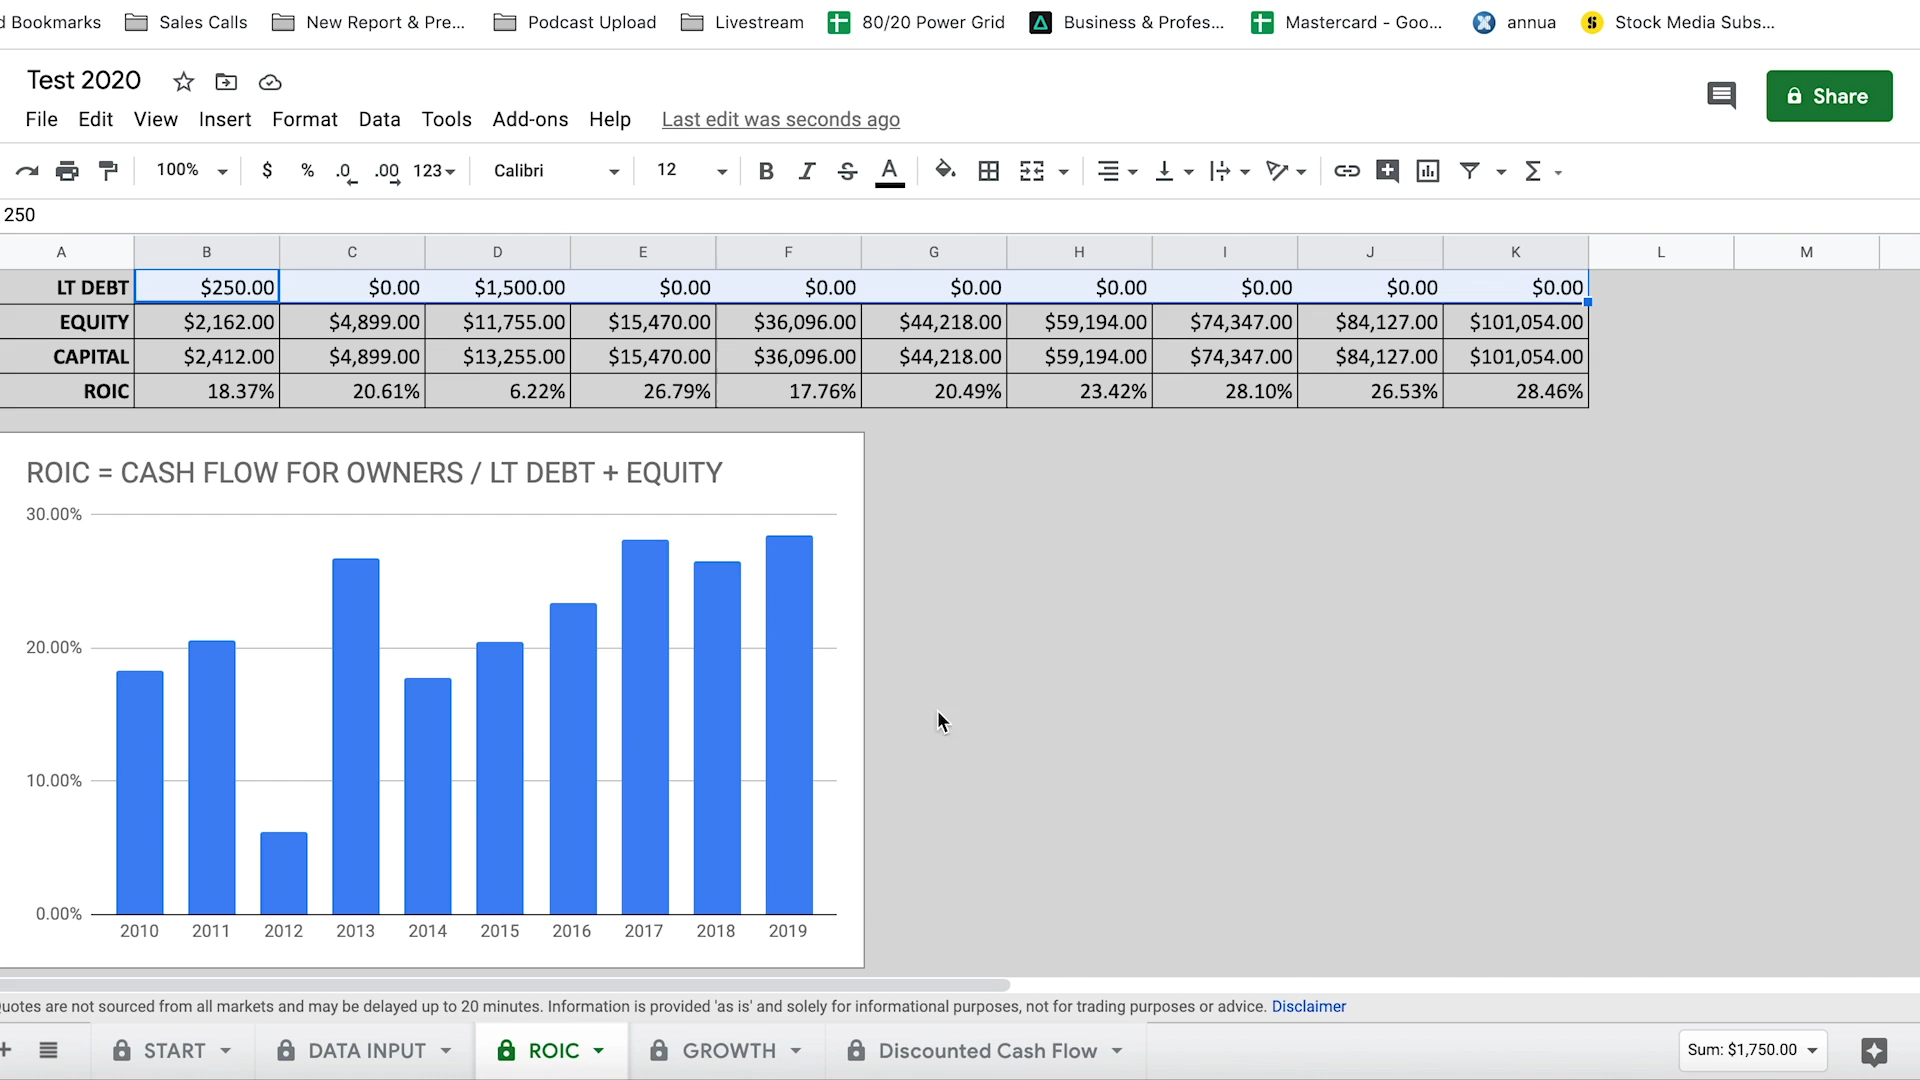 d Bookmarks Sales Calls New Report & Pre... Podcast Upload Livestream 80/20 Power Grid Business & Profes... Mastercard - Goo... annua Stock Media Subs...
Test 2020
Share
File Edit View Insert Format Data Tools Add-ons Help Last edit was seconds ago
100% $ % .0 .00 123 Calibri 12 B I S A Σ
250
A B C D E F G H I J K L M
LT DEBT $250.00 $0.00 $1,500.00 $0.00 $0.00 $0.00 $0.00 $0.00 $0.00 $0.00
EQUITY $2,162.00 $4,899.00 $11,755.00 $15,470.00 $36,096.00 $44,218.00 $59,194.00 $74,347.00 $84,127.00 $101,054.00
CAPITAL $2,412.00 $4,899.00 $13,255.00 $15,470.00 $36,096.00 $44,218.00 $59,194.00 $74,347.00 $84,127.00 $101,054.00
ROIC 18.37% 20.61% 6.22% 26.79% 17.76% 20.49% 23.42% 28.10% 26.53% 28.46%
ROIC = CASH FLOW FOR OWNERS / LT DEBT + EQUITY
30.00%
20.00%
10.00%
0.00%
2010 2011 2012 2013 2014 2015 2016 2017 2018 2019
uotes are not sourced from all markets and may be delayed up to 20 minutes. Information is provided 'as is' and solely for informational purposes, not for trading purposes or advice. Disclaimer
START DATA INPUT ROIC GROWTH Discounted Cash Flow Sum: $1,750.00